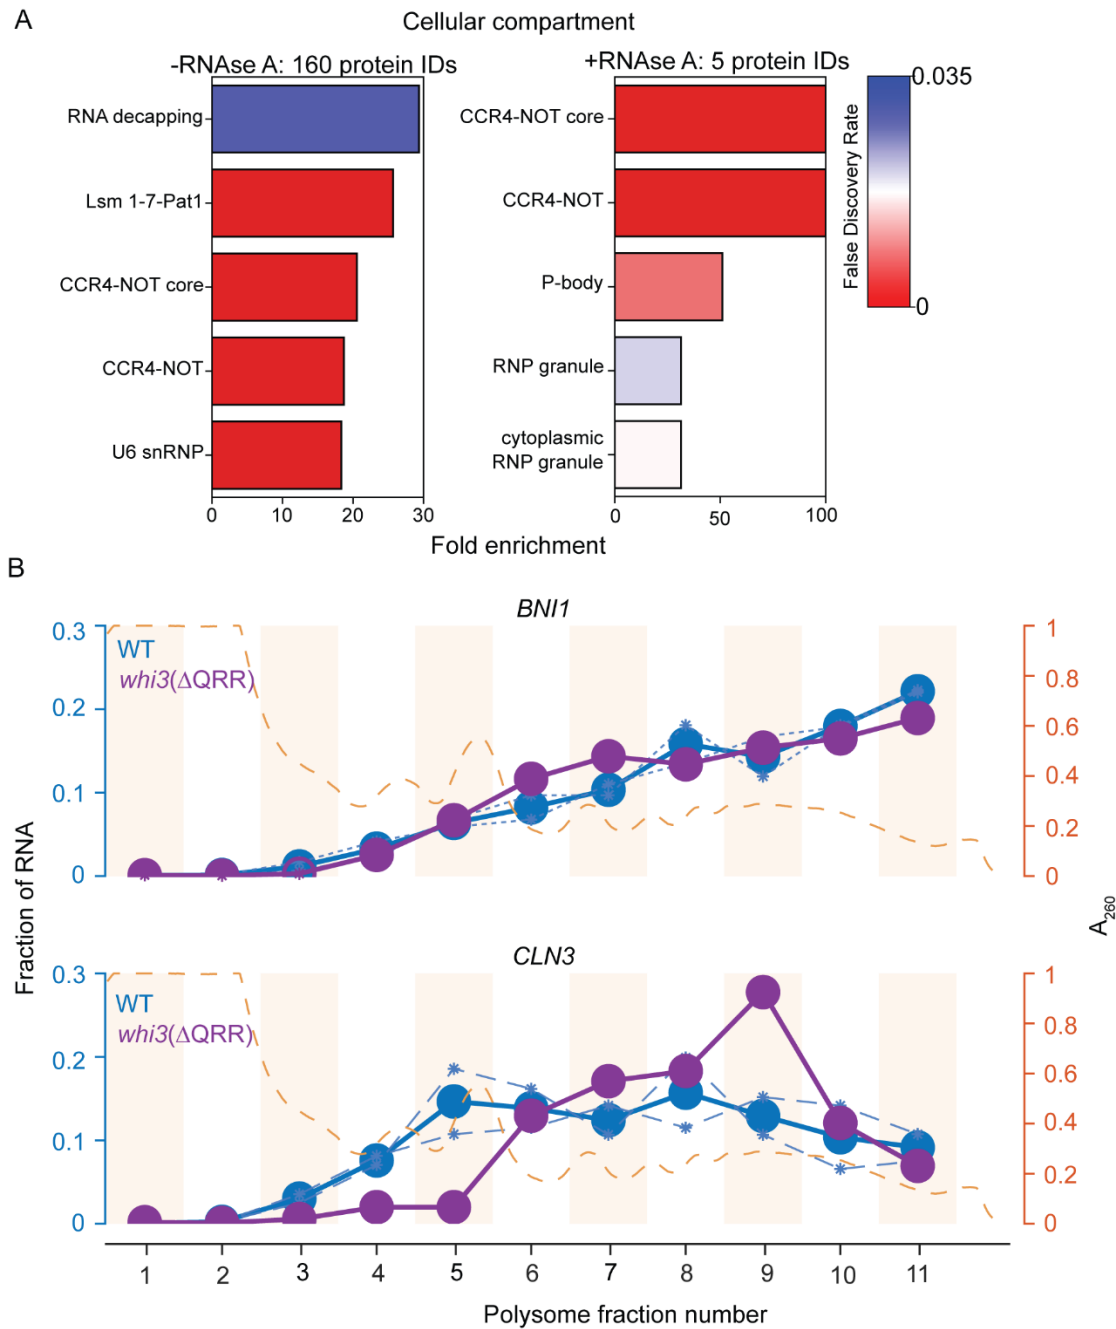 A
Cellular compartment
-RNAse A: 160 protein IDs
+RNAse A: 5 protein IDs
RNA decapping
Lsm 1-7-Pat1
CCR4-NOT core
CCR4-NOT
U6 snRNP
0 10 20 30
CCR4-NOT core
CCR4-NOT
P-body
RNP granule
cytoplasmic
RNP granule
0 50 100
False Discovery Rate
0.035
0
Fold enrichment
B
BNI1
WT
whi3(ΔQRR)
0.3
0.2
0.1
0
1
0.8
0.6
0.4
0.2
0
Fraction of RNA
A260
CLN3
WT
whi3(ΔQRR)
0.3
0.2
0.1
0
1
0.8
0.6
0.4
0.2
0
1 2 3 4 5 6 7 8 9 10 11
Polysome fraction number